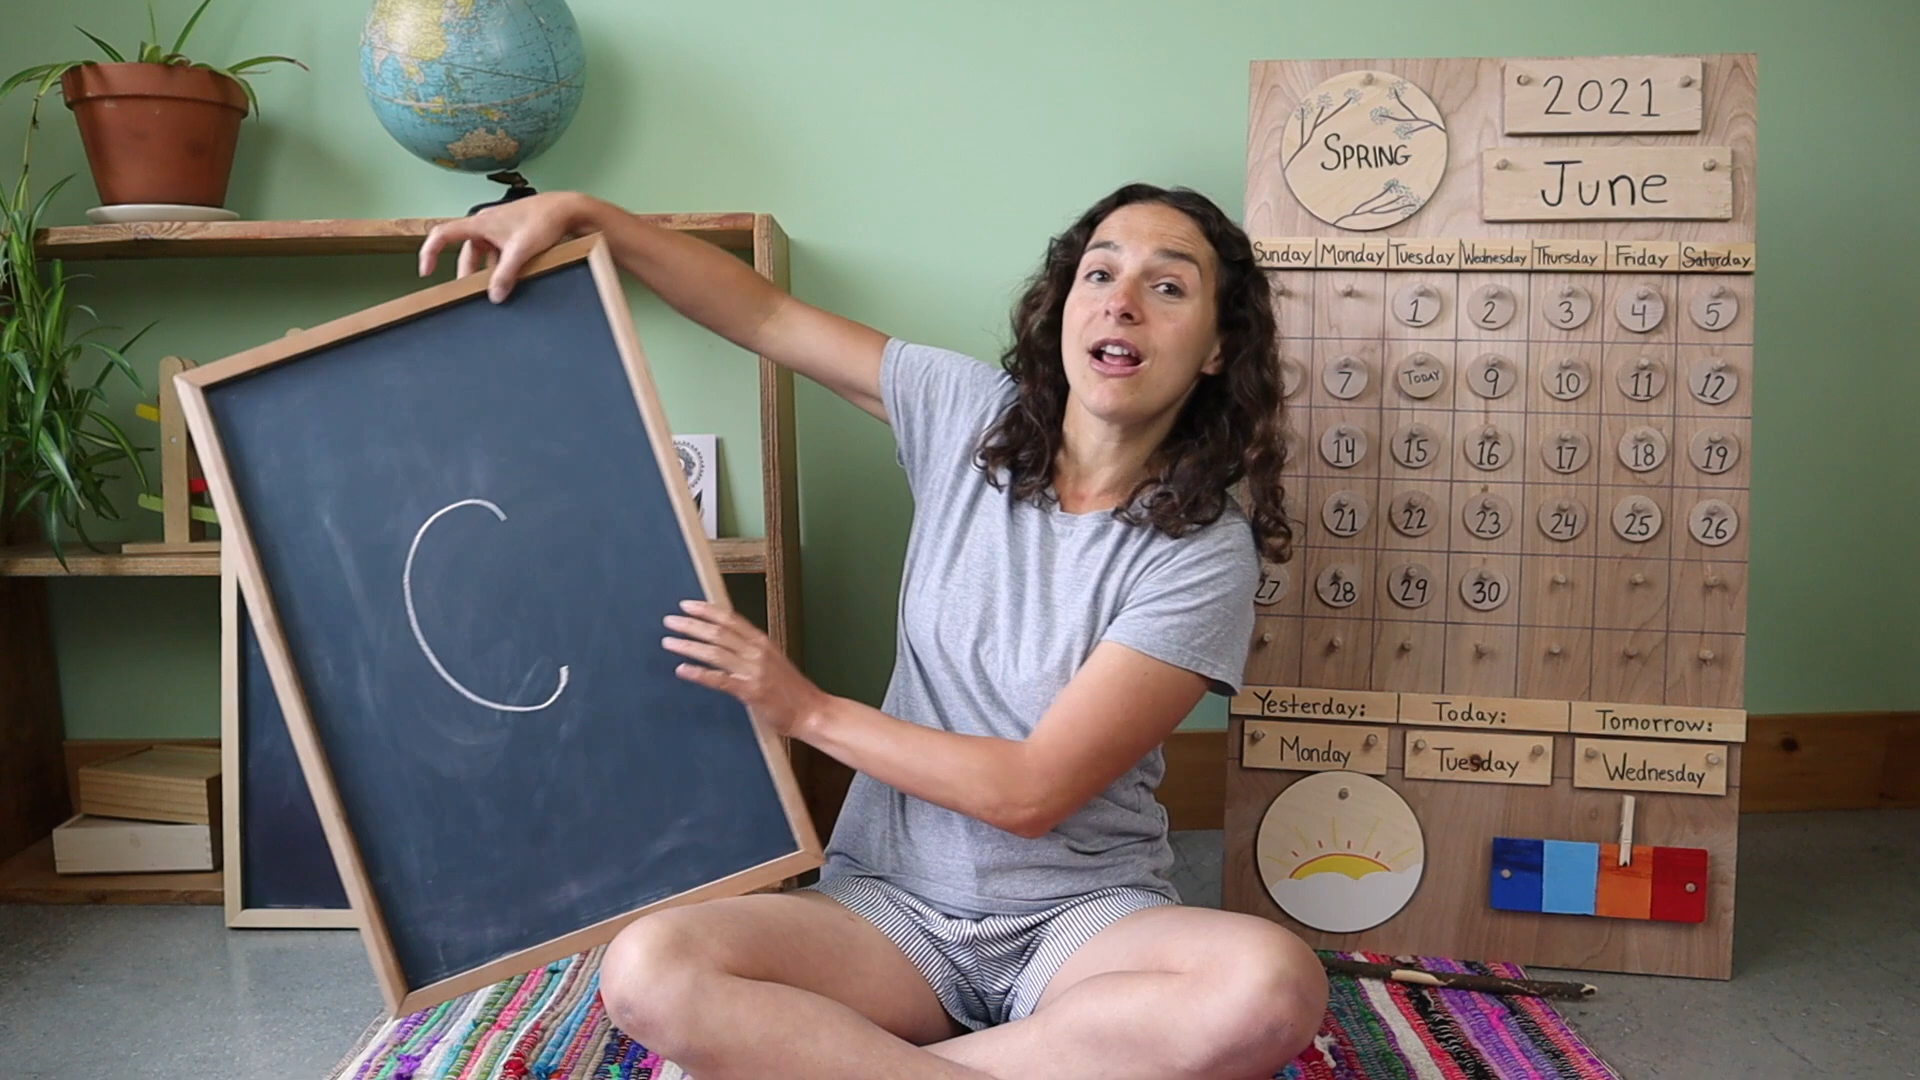 C
SPRING
2021
June
Sunday Monday Tuesday Wednesday Thursday Friday Saturday
1 2 3 4 5
7 TODAY 9 10 11 12
14 15 16 17 18 19
21 22 23 24 25 26
27 28 29 30
Yesterday: Today: Tomorrow:
Monday Tuesday Wednesday